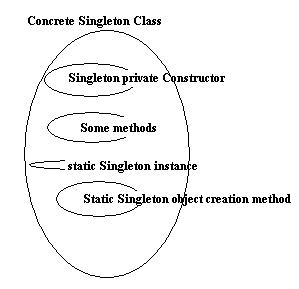 Concrete Singleton Class
Singleton private Constructor
Some methods
static Singleton instance
Static Singleton object creation method